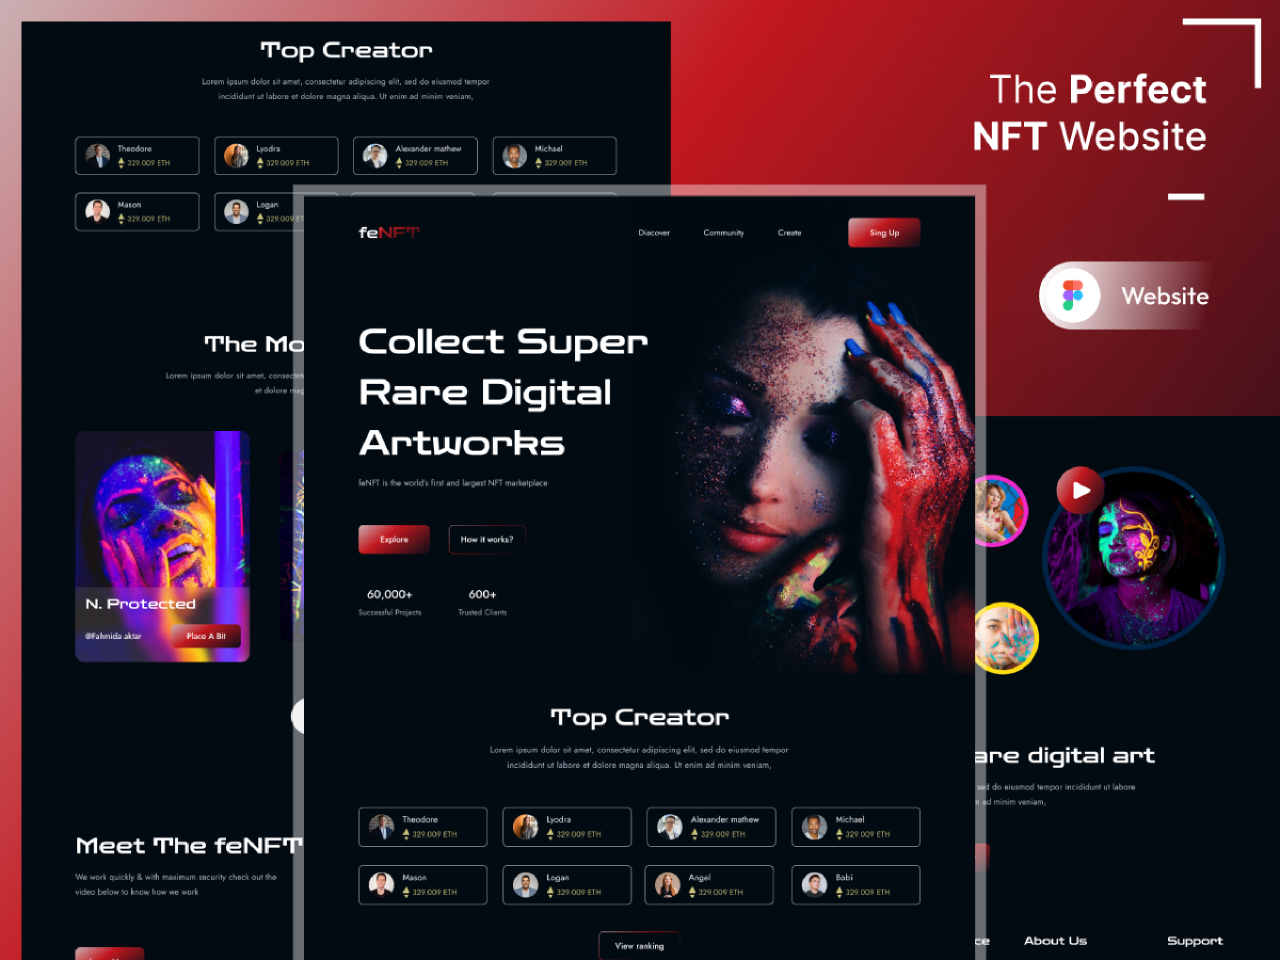 Top Creator
Lorem ipsum dolor sit amet, consectetur adipiscing elit, sed do eiusmod tempor
incididunt ut labore et dolore magna aliqua. Ut enim ad minim veniam,
Theodore
329.009 ETH
Lyodra
329.009 ETH
Alexander mathew
329.009 ETH
Michael
329.009 ETH
Mason
329.009 ETH
Logan
The
Lorem ipsum dolor sit amet,
et dolore
N. Protected
@Fahmida aktar
Place A Bit
Meet The feNFT
We work quickly & with maximum security check out the
video below to know how we work
The Perfect
NFT Website
Website
feNFT
Diacover
Community
Create
Sing Up
Collect Super
Rare Digital
Artworks
feNFT is the world's first and largest NFT marketplace
Explore
How it works?
60,000+
Successful Projects
600+
Trusted Clients
Top Creator
Lorem ipsum dolor sit amet, consectetur adipiscing elit, sed do eiusmod tempor
incididunt ut labore et dolore magna aliqua. Ut enim ad minim veniam,
Theodore
329.009 ETH
Lyodra
329.009 ETH
Alexander mathew
329.009 ETH
Michael
329.009 ETH
Mason
329.009 ETH
Logan
329.009 ETH
Angel
329.009 ETH
Bobi
329.009 ETH
View ranking
digital art
sed do eiusmod tempor incididunt ut labore
ad minim veniam,
About Us
Support